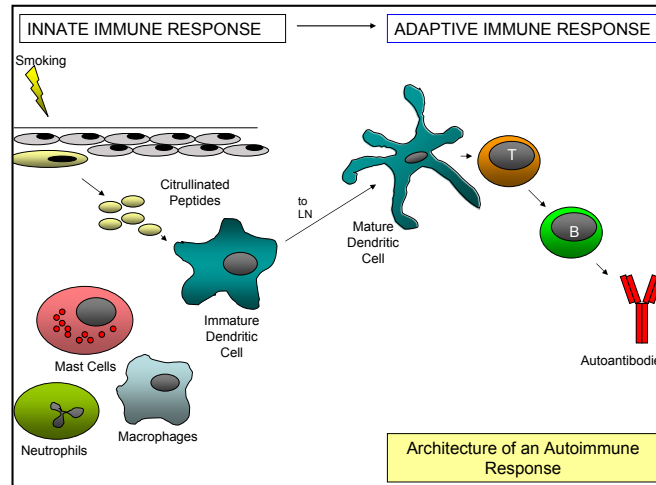 INNATE IMMUNE RESPONSE
ADAPTIVE IMMUNE RESPONSE
Smoking
Citrullinated
Peptides
to
LN
Mature
Dendritic
Cell
T
B
Immature
Dendritic
Cell
Mast Cells
Autoantibodie
Neutrophils
Macrophages
Architecture of an Autoimmune
Response